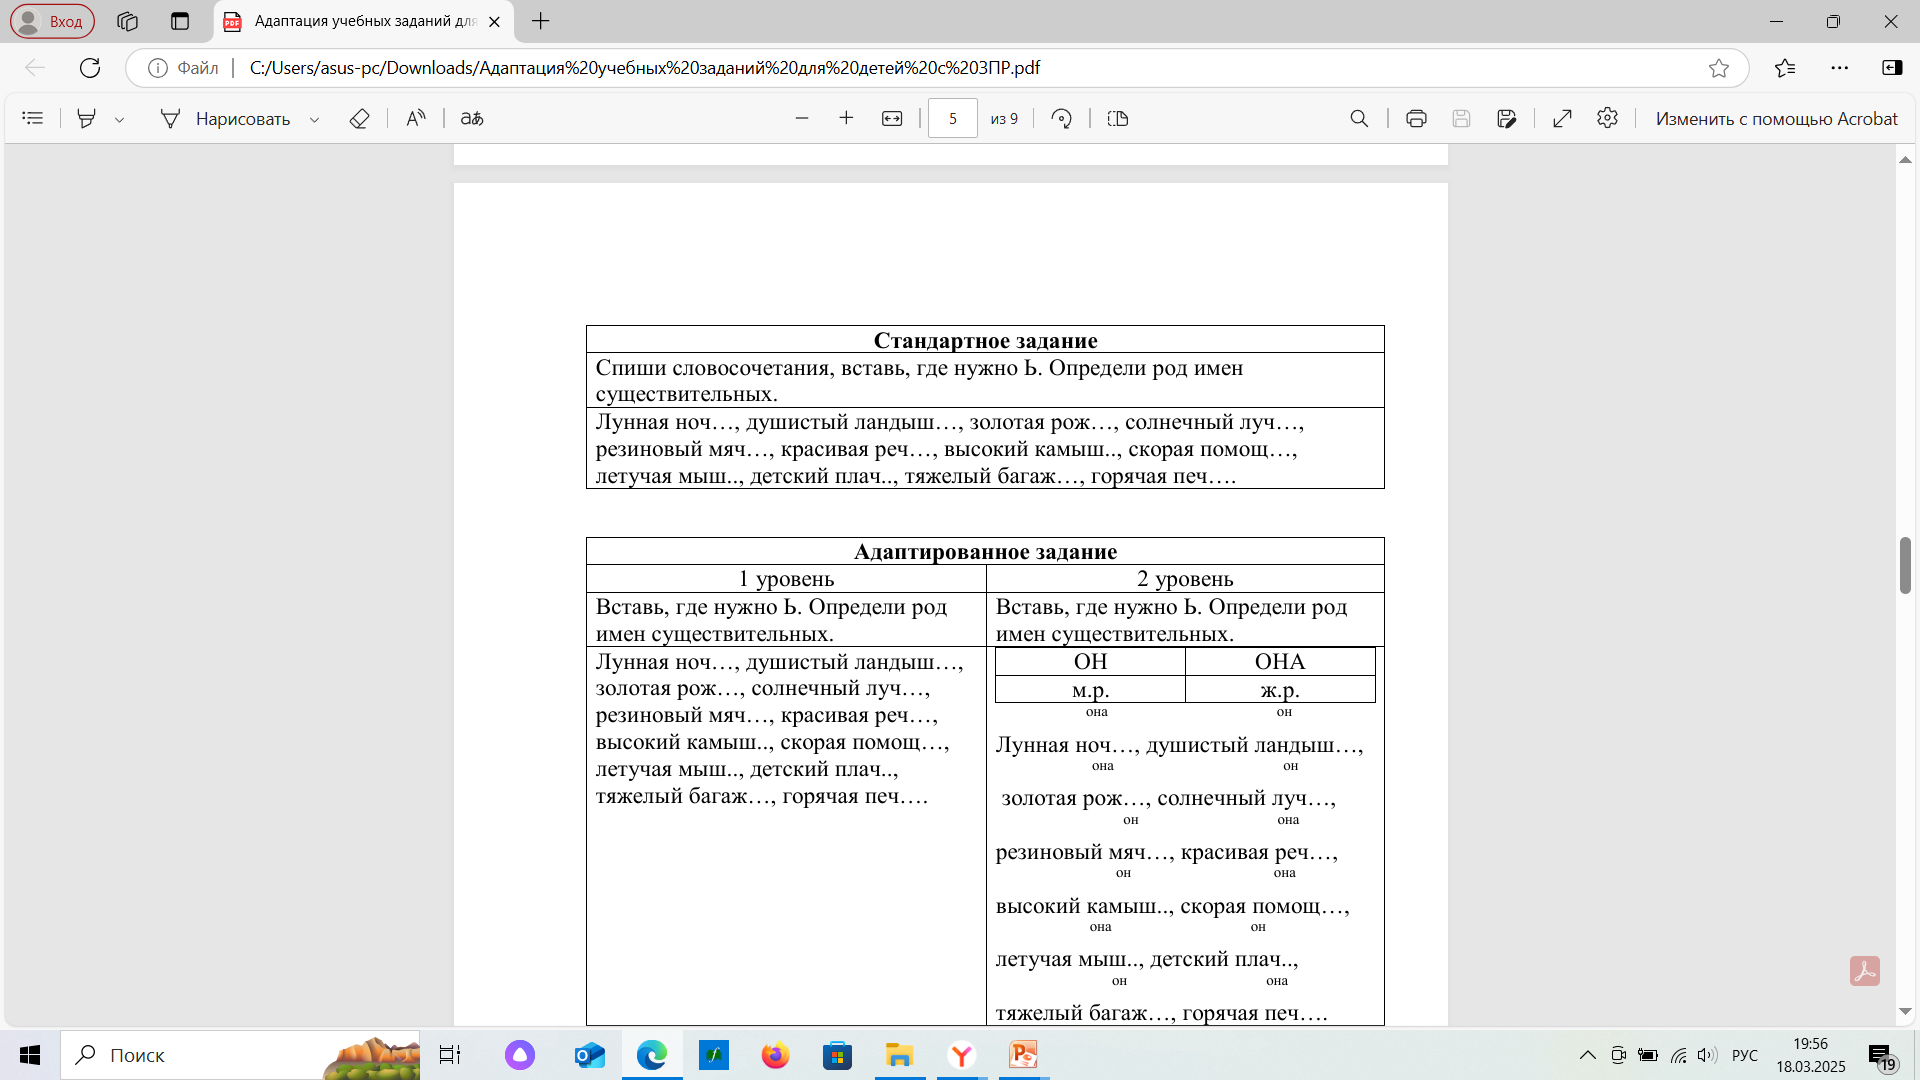 Вход
Адаптация учебных заданий для
Файл
C:/Users/asus-pc/Downloads/Адаптация%20учебных%20заданий%20для%20детей%20с%20ЗПР.pdf
Нарисовать
аあ
5
из 9
Изменить с помощью Acrobat
Стандартное задание
Спиши словосочетания, вставь, где нужно Ь. Определи род имен
существительных.
Лунная ноч…, душистый ландыш…, золотая рож…, солнечный луч…,
резиновый мяч…, красивая реч…, высокий камыш.., скорая помощ…,
летучая мыш.., детский плач.., тяжелый багаж…, горячая печ….
Адаптированное задание
1 уровень
2 уровень
Вставь, где нужно Ь. Определи род
имен существительных.
Вставь, где нужно Ь. Определи род
имен существительных.
Лунная ноч…, душистый ландыш…,
золотая рож…, солнечный луч…,
резиновый мяч…, красивая реч…,
высокий камыш.., скорая помощ…,
летучая мыш.., детский плач..,
тяжелый багаж…, горячая печ….
ОН ОНА
м.р. ж.р.
она он
Лунная ноч…, душистый ландыш…,
она он
золотая рож…, солнечный луч…,
он она
резиновый мяч…, красивая реч…,
он она
высокий камыш.., скорая помощ…,
она он
летучая мыш.., детский плач..,
он она
тяжелый багаж…, горячая печ….
Поиск
РУС
19:56
18.03.2025
19